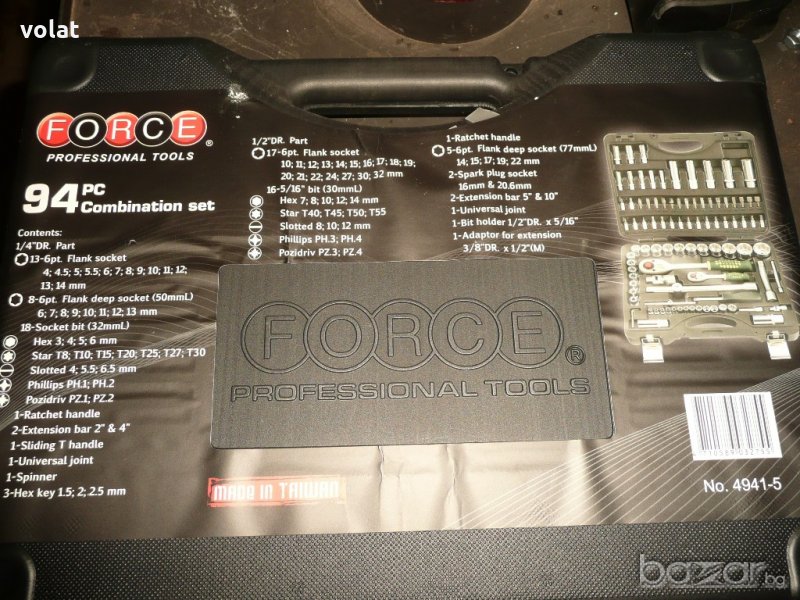 volat
FORCE®
PROFESSIONAL TOOLS
94 PC
Combination set
Contents:
1/4"DR. Part
13-6pt. Flank socket
4; 4.5; 5; 5.5; 6; 7; 8; 9; 10; 11; 12;
13; 14 mm
8-6pt. Flank deep socket (50mmL)
6; 7; 8; 9; 10; 11; 12; 13 mm
18-Socket bit (32mmL)
Hex 3; 4; 5; 6 mm
Star T8; T10; T15; T20; T25; T27; T30
Slotted 4; 5.5; 6.5 mm
Phillips PH.1; PH.2
Pozidriv PZ.1; PZ.2
1-Ratchet handle
2-Extension bar 2" & 4"
1-Sliding T handle
1-Universal joint
1-Spinner
3-Hex key 1.5; 2; 2.5 mm
1/2"DR. Part
17-6pt. Flank socket
10; 11; 12; 13; 14; 15; 16; 17; 18; 19;
20; 21; 22; 24; 27; 30; 32 mm
16-5/16" bit (30mmL)
Hex 7; 8; 10; 12; 14 mm
Star T40; T45; T50; T55
Slotted 8; 10; 12 mm
Phillips PH.3; PH.4
Pozidriv PZ.3; PZ.4
1-Ratchet handle
5-6pt. Flank deep socket (77mmL)
14; 15; 17; 19; 22 mm
2-Spark plug socket
16mm & 20.6mm
2-Extension bar 5" & 10"
1-Universal joint
1-Bit holder 1/2"DR. x 5/16"
1-Adaptor for extension
3/8"DR. x 1/2"(M)
FORCE®
PROFESSIONAL TOOLS
MADE IN TAIWAN
No. 4941-5
bazar.bg